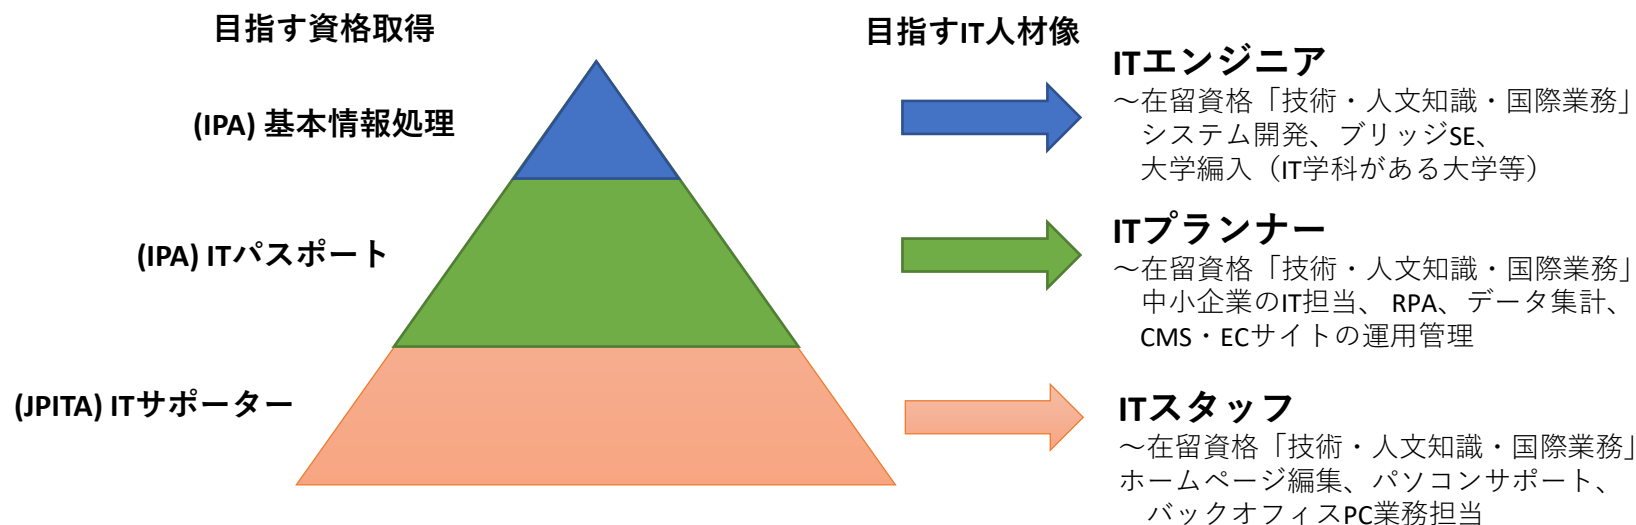 目指す資格取得
目指すIT人材像
(IPA) 基本情報処理
ITエンジニア
～在留資格「技術・人文知識・国際業務」
システム開発、ブリッジSE、
大学編入（IT学科がある大学等）
(IPA) ITパスポート
ITプランナー
～在留資格「技術・人文知識・国際業務」
中小企業のIT担当、 RPA、データ集計、
CMS・ECサイトの運用管理
(JPITA) ITサポーター
ITスタッフ
～在留資格「技術・人文知識・国際業務」
ホームページ編集、パソコンサポート、
バックオフィスPC業務担当